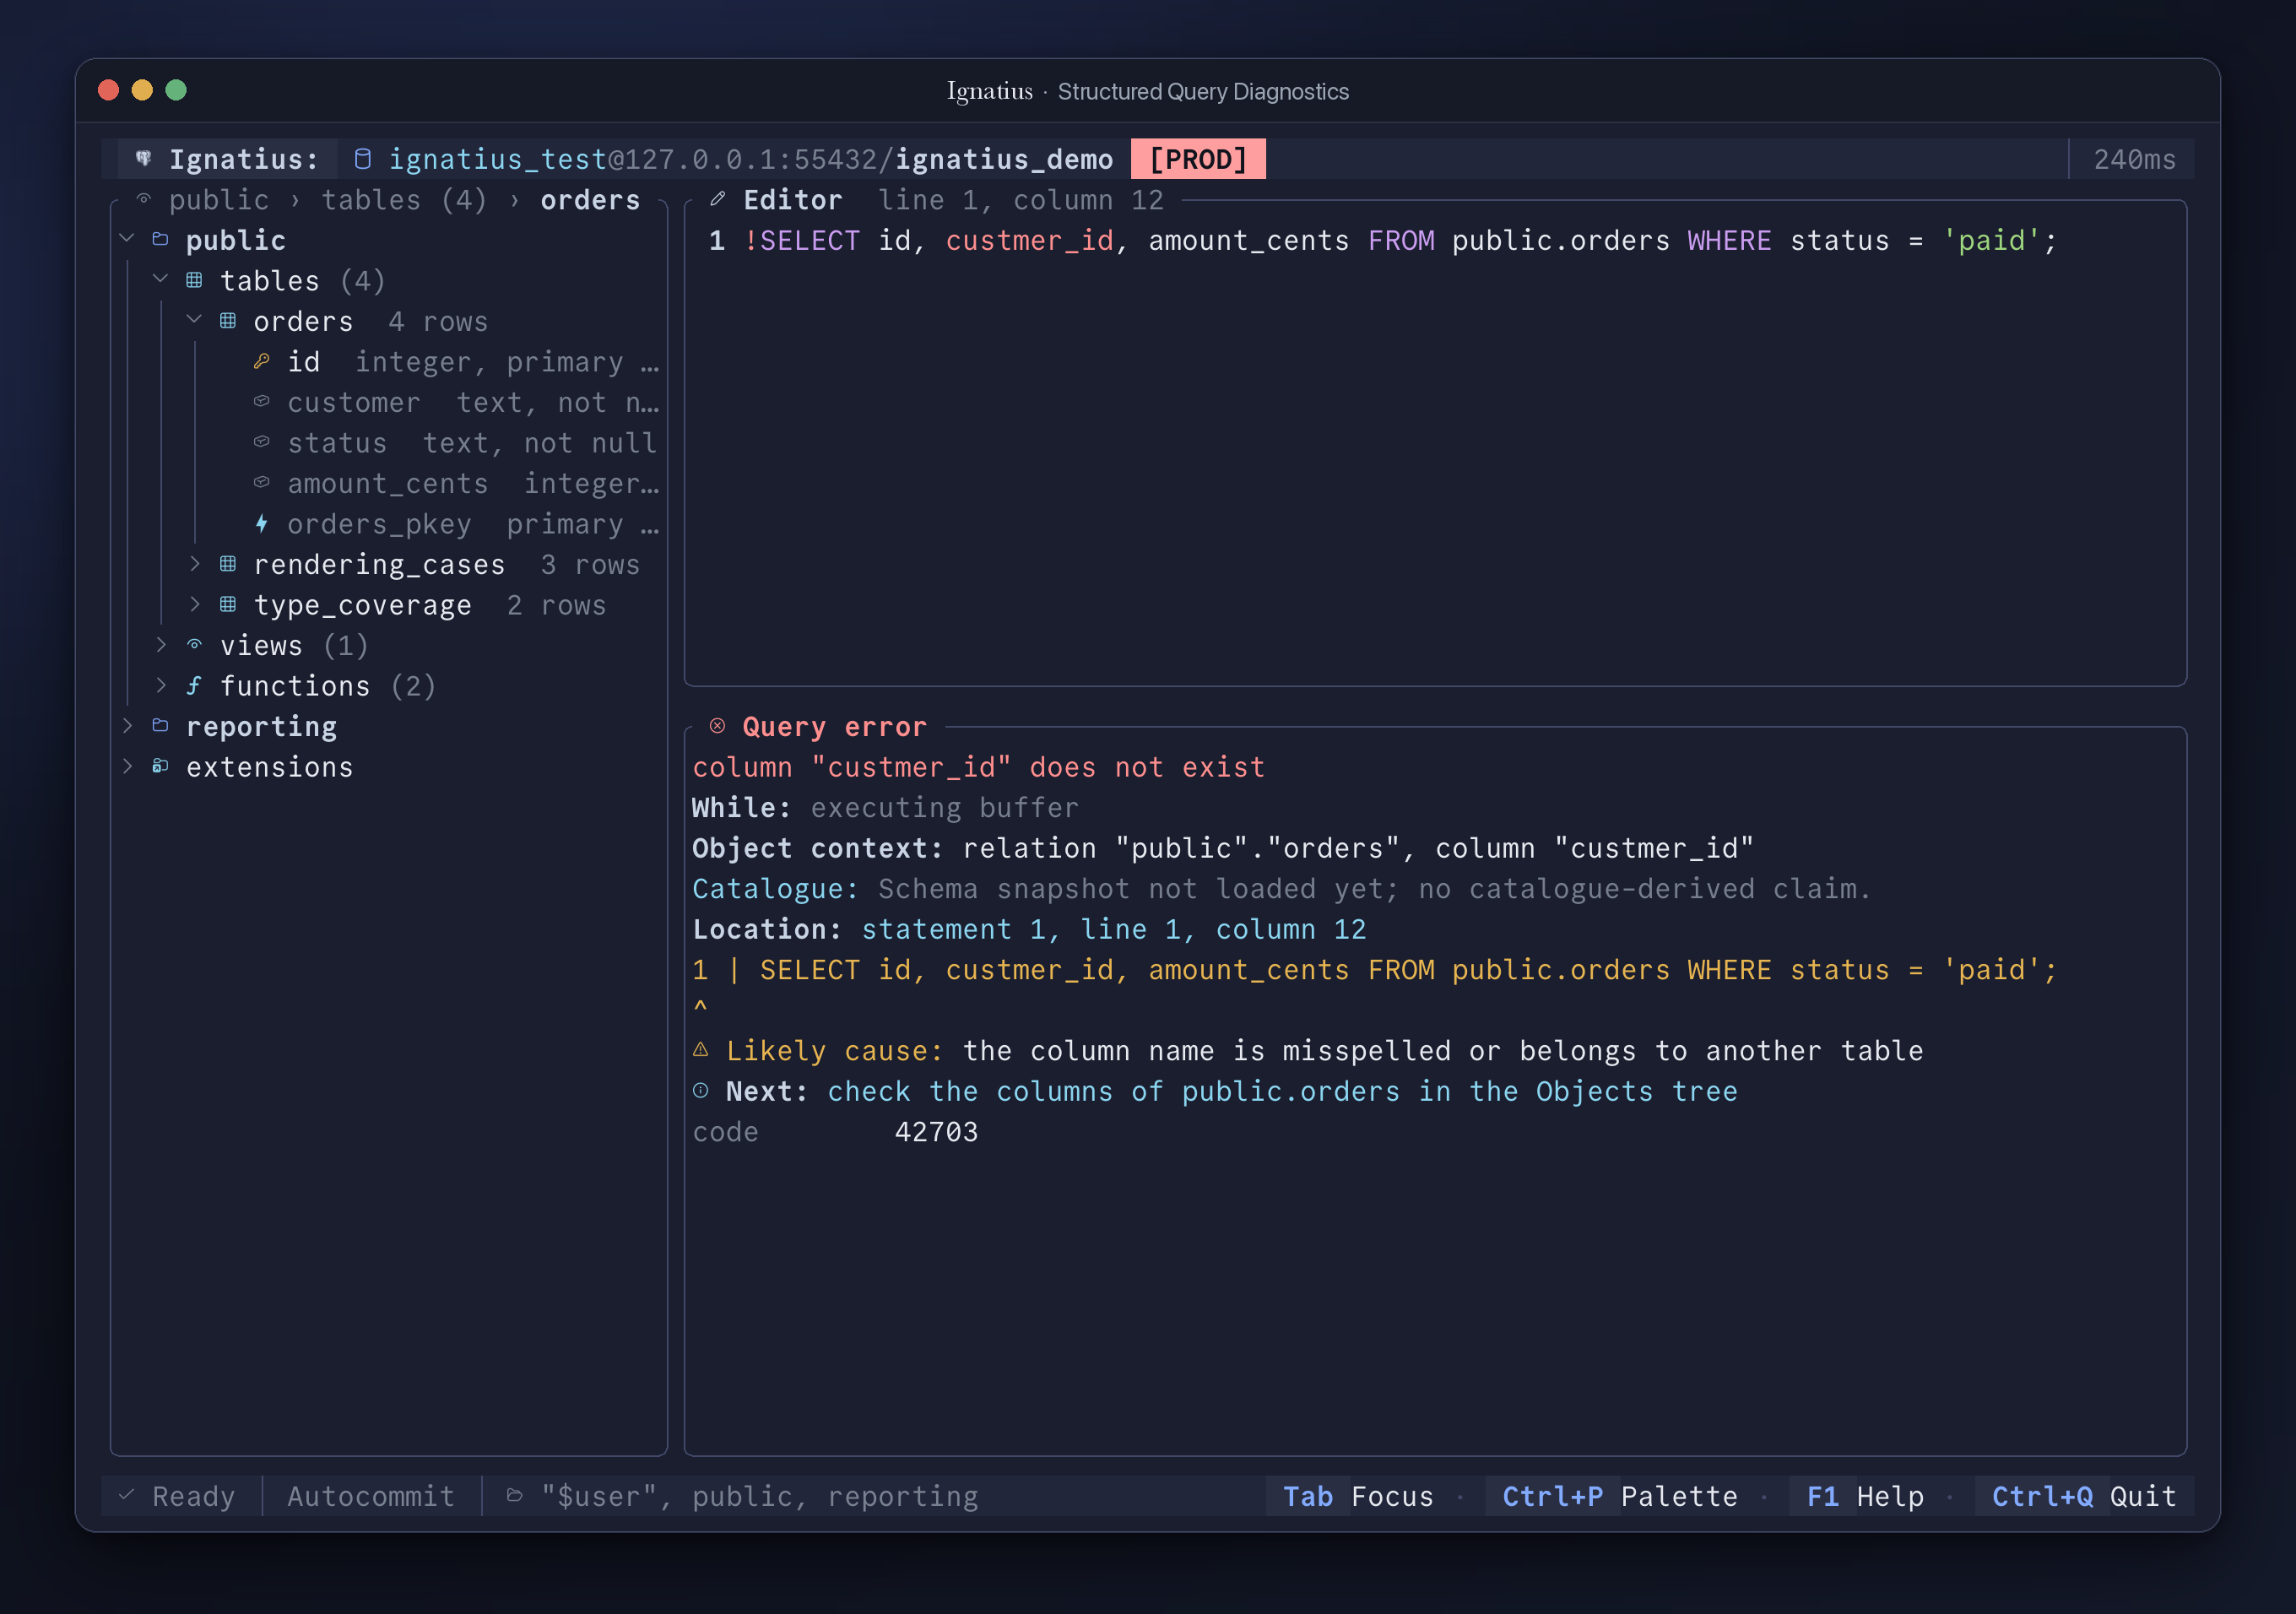 Ignatius · Structured Query Diagnostics
Ignatius: ignatius_test@127.0.0.1:55432/ignatius_demo [PROD] 240ms
public › tables (4) › orders
public
tables (4)
orders 4 rows
id integer, primary …
customer text, not n…
status text, not null
amount_cents integer…
orders_pkey primary …
rendering_cases 3 rows
type_coverage 2 rows
views (1)
functions (2)
reporting
extensions
Editor line 1, column 12
1 !SELECT id, custmer_id, amount_cents FROM public.orders WHERE status = 'paid';
Query error
column "custmer_id" does not exist
While: executing buffer
Object context: relation "public"."orders", column "custmer_id"
Catalogue: Schema snapshot not loaded yet; no catalogue-derived claim.
Location: statement 1, line 1, column 12
1 | SELECT id, custmer_id, amount_cents FROM public.orders WHERE status = 'paid';
^
Likely cause: the column name is misspelled or belongs to another table
Next: check the columns of public.orders in the Objects tree
code 42703
Ready Autocommit "$user", public, reporting Tab Focus · Ctrl+P Palette · F1 Help · Ctrl+Q Quit